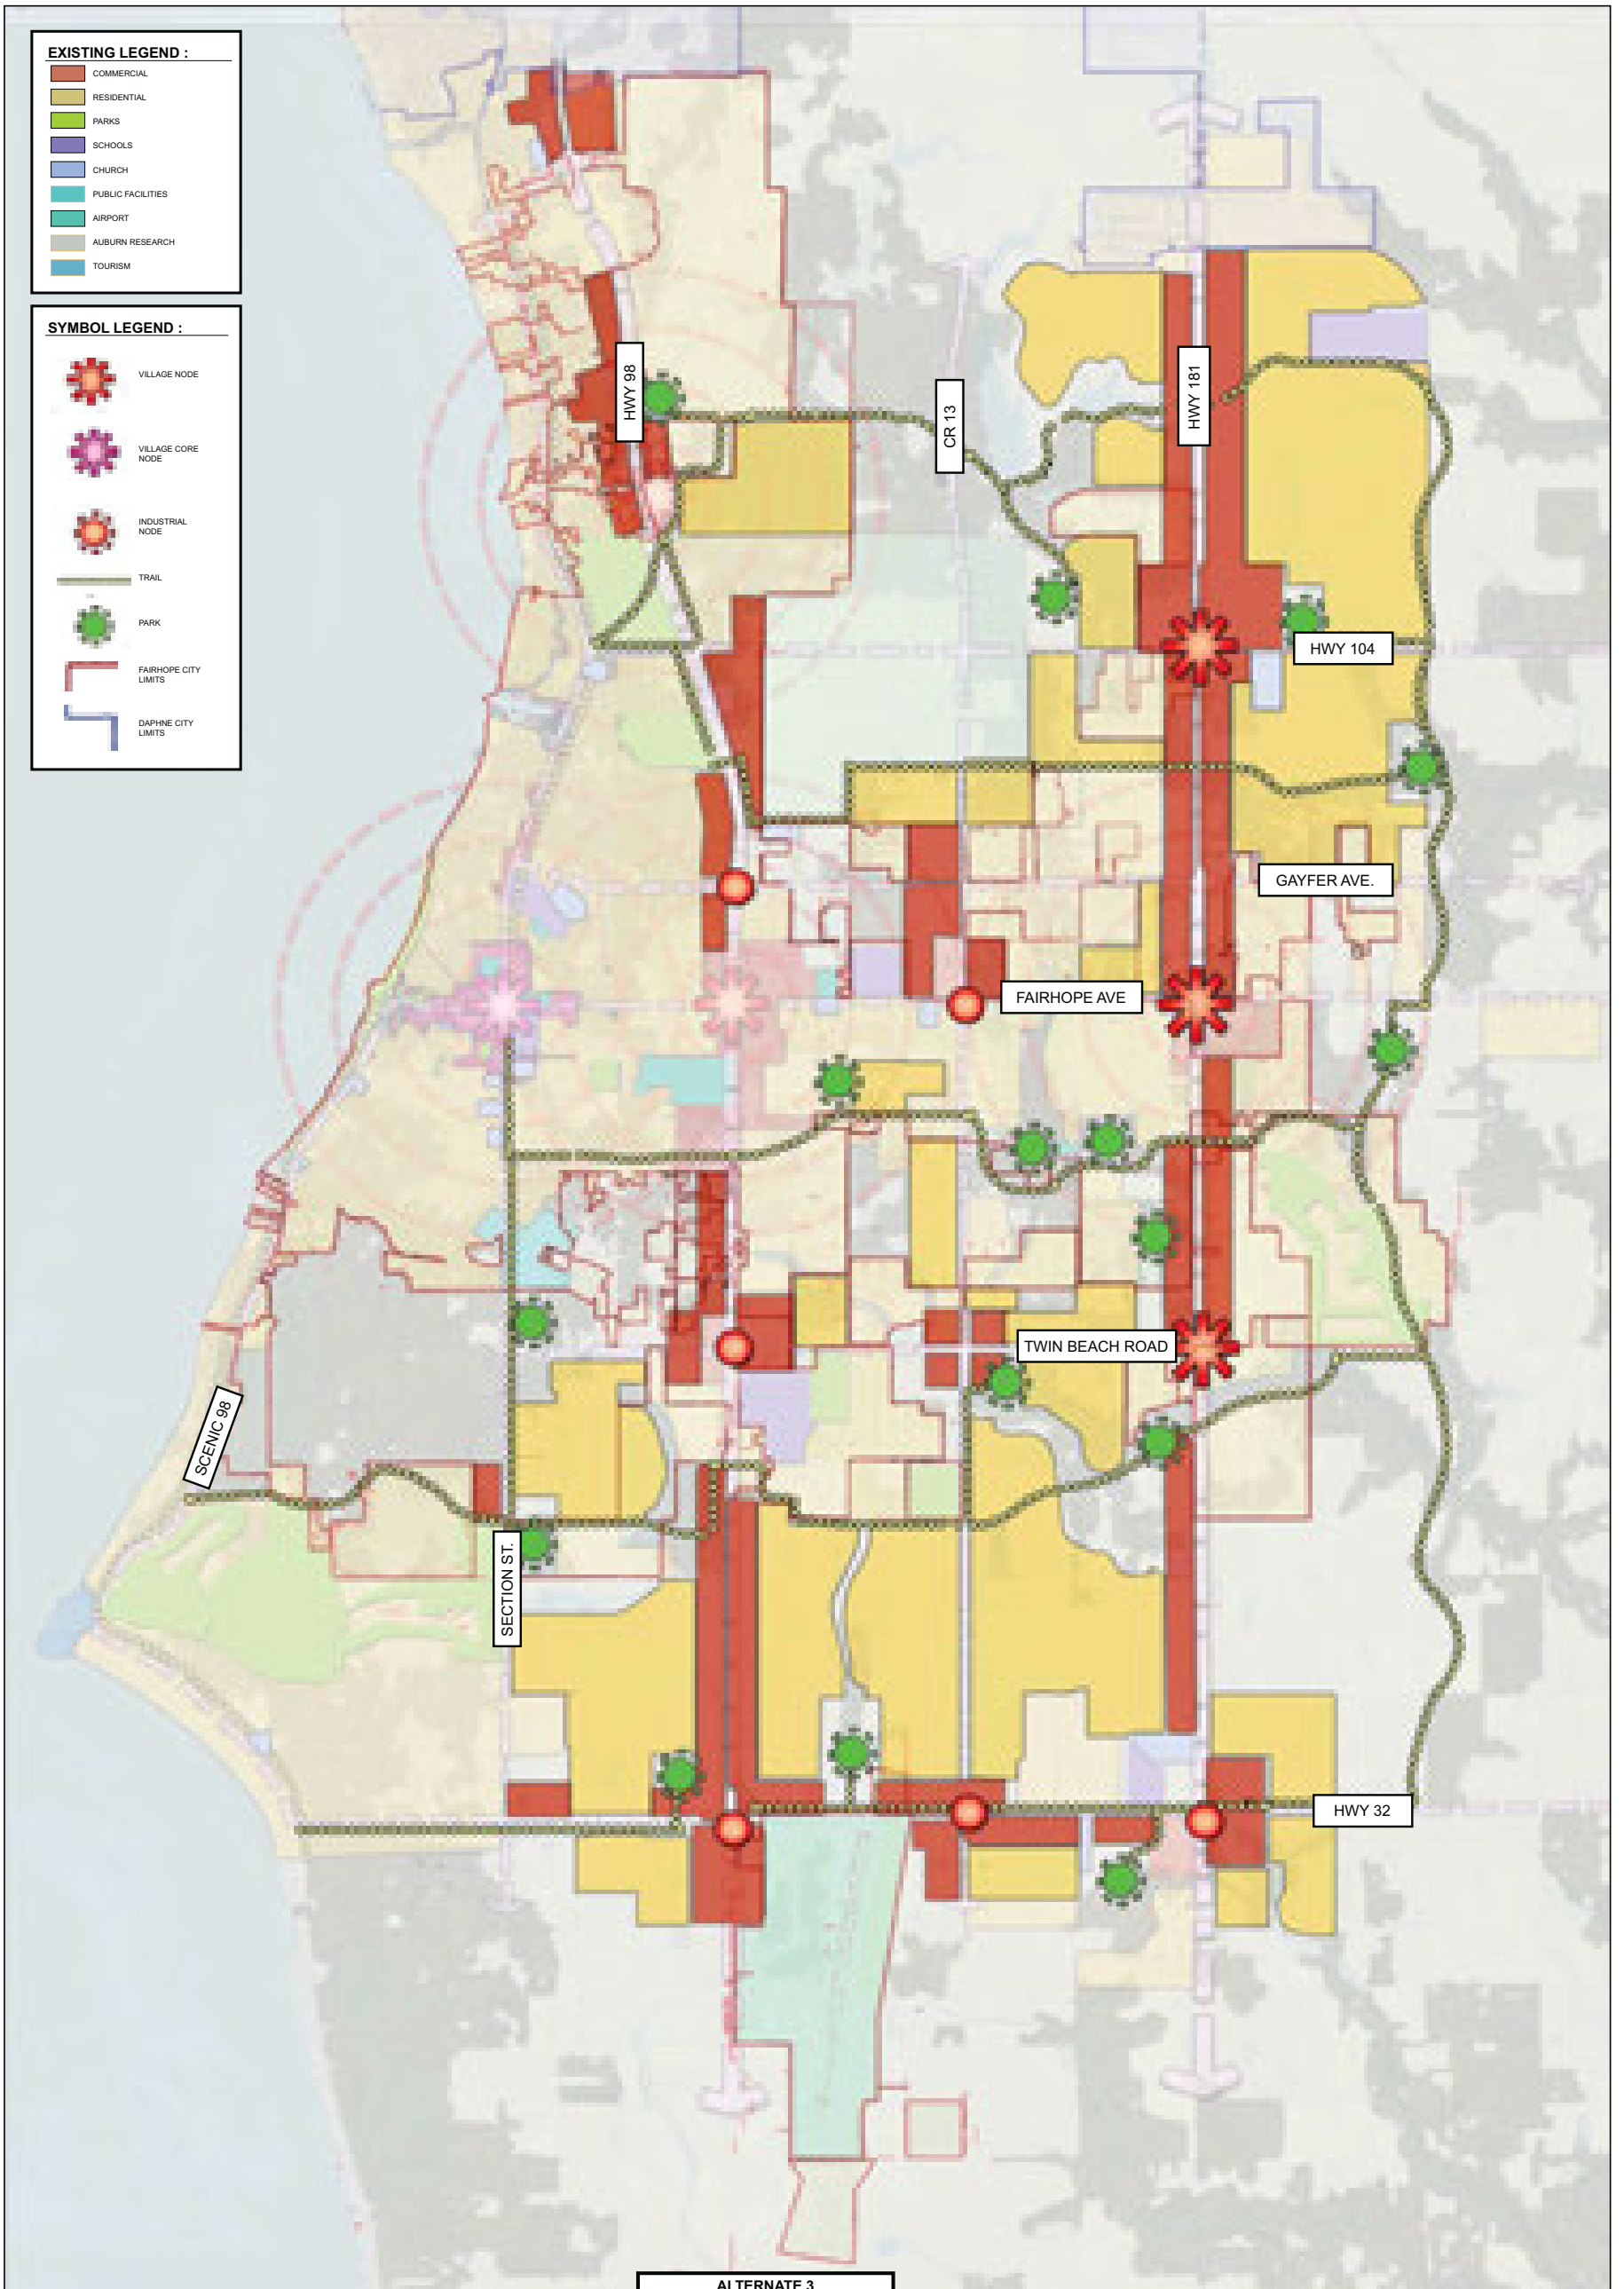 EXISTING LEGEND :
COMMERCIAL
RESIDENTIAL
PARKS
SCHOOLS
CHURCH
PUBLIC FACILITIES
AIRPORT
AUBURN RESEARCH
TOURISM
SYMBOL LEGEND :
VILLAGE NODE
VILLAGE CORE
NODE
INDUSTRIAL
NODE
TRAIL
PARK
FAIRHOPE CITY
LIMITS
DAPHNE CITY
LIMITS
HWY 98
CR 13
HWY 181
HWY 104
GAYFER AVE.
FAIRHOPE AVE
TWIN BEACH ROAD
SCENIC 98
SECTION ST.
HWY 32
ALTERNATE 3